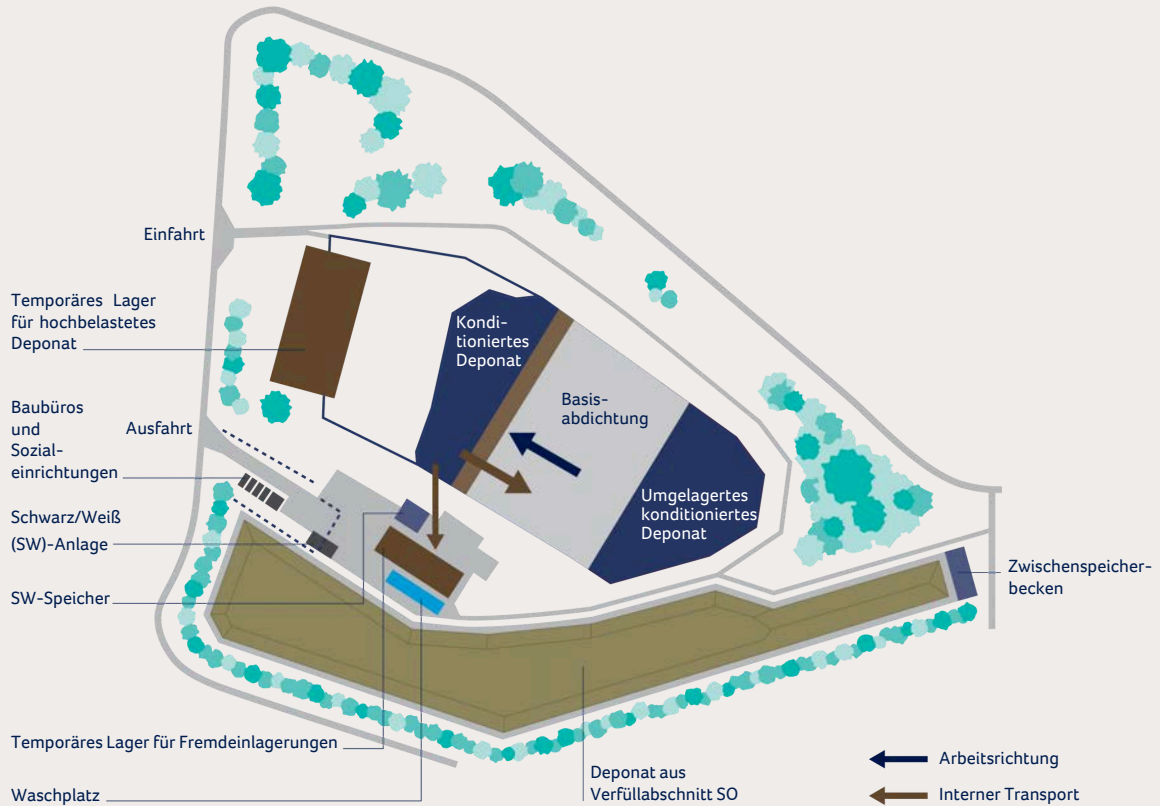 Einfahrt
Temporäres Lager
für hochbelastetes
Deponat
Kondi-
tioniertes
Deponat
Basis-
abdichtung
Baubüros
und
Sozial-
einrichtungen
Ausfahrt
Umgelagertes
konditioniertes
Deponat
Schwarz/Weiß
(SW)-Anlage
SW-Speicher
Zwischenspeicher-
becken
Temporäres Lager für Fremdeinlagerungen
Waschplatz
Deponat aus
Verfüllabschnitt SO
Arbeitsrichtung
Interner Transport